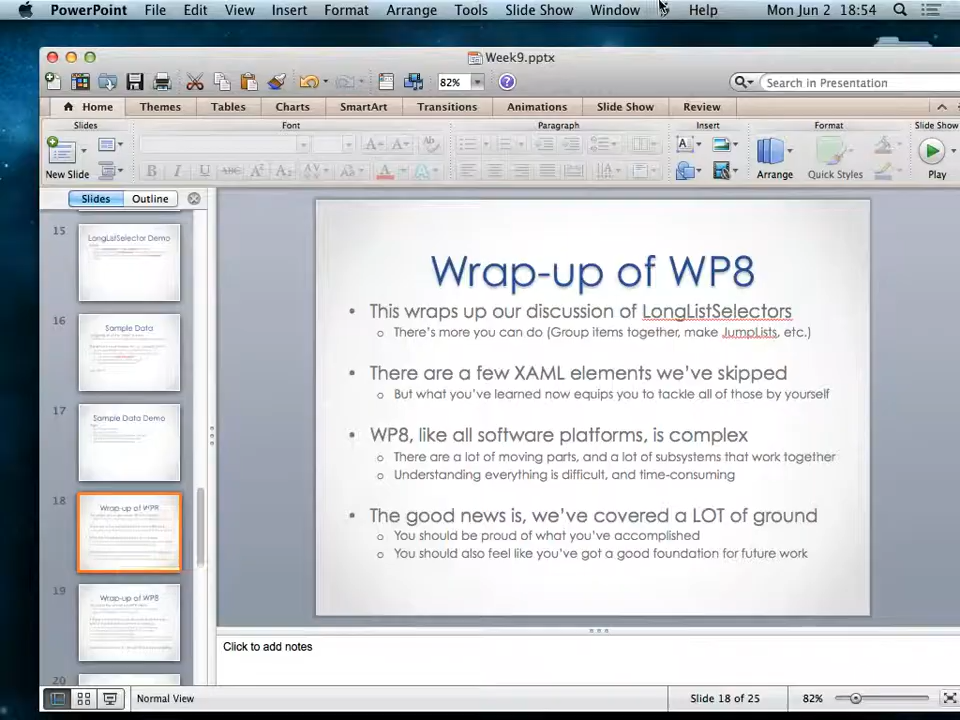 PowerPoint File Edit View Insert Format Arrange Tools Slide Show Window Help Mon Jun 2 18:54
Week9.pptx
82% Search in Presentation
Home Themes Tables Charts SmartArt Transitions Animations Slide Show Review
Slides Font Paragraph Insert Format Slide Show
New Slide Arrange Quick Styles Play
Slides Outline
15
LongListSelector Demo
16
Sample Data
17
Sample Data Demo
18
Wrap-up of WP8
19
Wrap-up of WP8
20
Wrap-up of WP8
• This wraps up our discussion of LongListSelectors
o There's more you can do (Group items together, make JumpLists, etc.)
• There are a few XAML elements we've skipped
o But what you've learned now equips you to tackle all of those by yourself
• WP8, like all software platforms, is complex
o There are a lot of moving parts, and a lot of subsystems that work together
o Understanding everything is difficult, and time-consuming
• The good news is, we've covered a LOT of ground
o You should be proud of what you've accomplished
o You should also feel like you've got a good foundation for future work
Click to add notes
Normal View Slide 18 of 25 82%